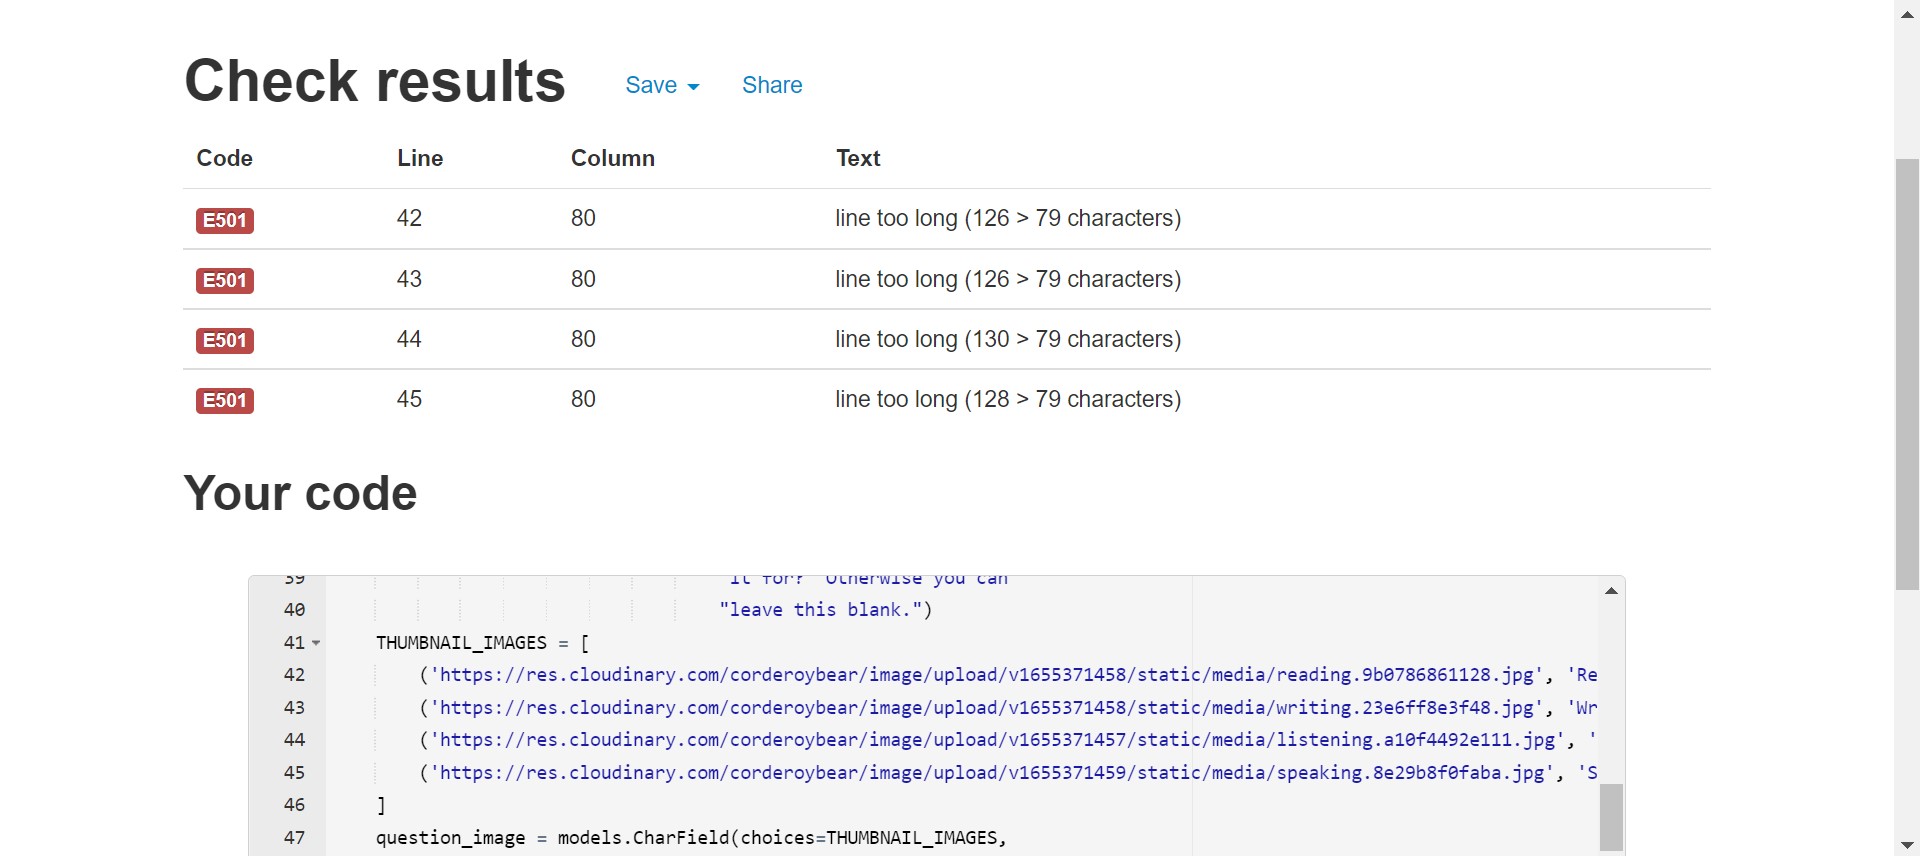 Check results Save Share
Code Line Column Text
E501 42 80 line too long (126 > 79 characters)
E501 43 80 line too long (126 > 79 characters)
E501 44 80 line too long (130 > 79 characters)
E501 45 80 line too long (128 > 79 characters)
Your code
39 it for? Otherwise you can
40 "leave this blank.")
41 THUMBNAIL_IMAGES = [
42 ('https://res.cloudinary.com/corderoybear/image/upload/v1655371458/static/media/reading.9b0786861128.jpg', 'Re
43 ('https://res.cloudinary.com/corderoybear/image/upload/v1655371458/static/media/writing.23e6ff8e3f48.jpg', 'Wr
44 ('https://res.cloudinary.com/corderoybear/image/upload/v1655371457/static/media/listening.a10f4492e111.jpg', '
45 ('https://res.cloudinary.com/corderoybear/image/upload/v1655371459/static/media/speaking.8e29b8f0faba.jpg', 'S
46 ]
47 question_image = models.CharField(choices=THUMBNAIL_IMAGES,